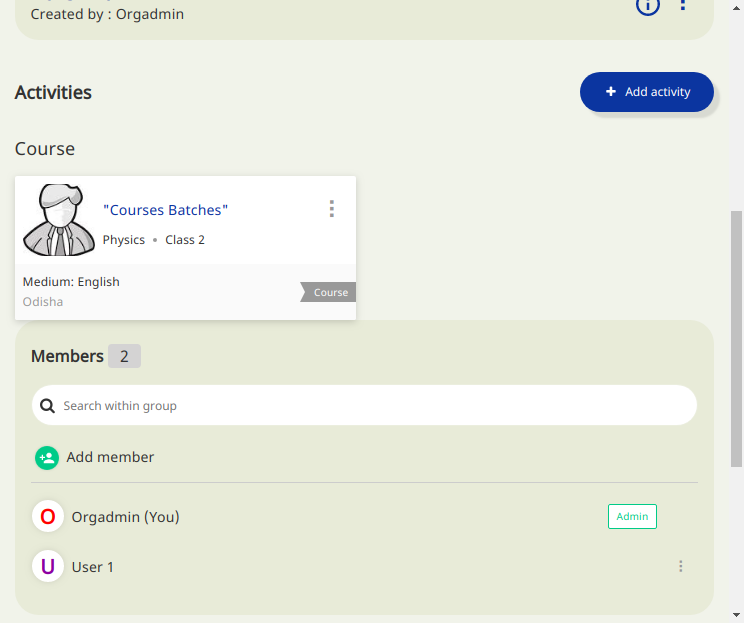 Created by : Orgadmin
Activities
+ Add activity
Course
"Courses Batches"
Physics • Class 2
Medium: English
Odisha
Course
Members 2
Search within group
Add member
O Orgadmin (You) Admin
U User 1